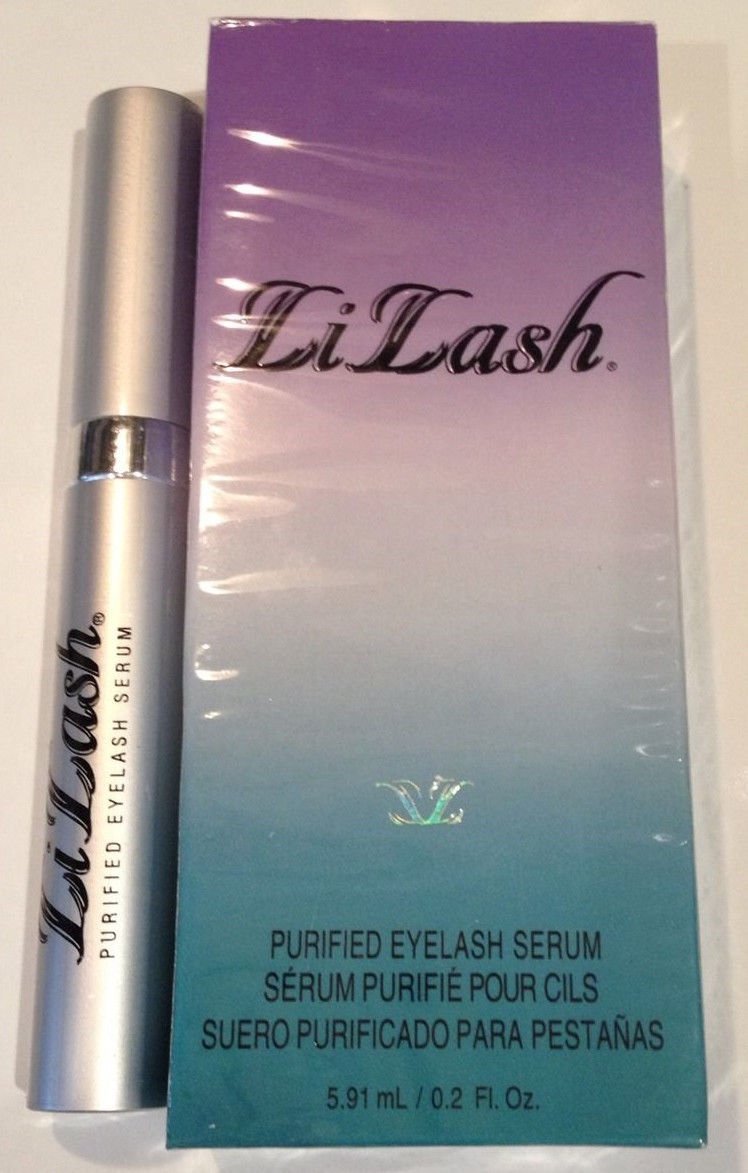 LiLash®
PURIFIED EYELASH SERUM
LiLash®
PURIFIED EYELASH SERUM
SÉRUM PURIFIÉ POUR CILS
SUERO PURIFICADO PARA PESTAÑAS
5.91 mL / 0.2 Fl. Oz.